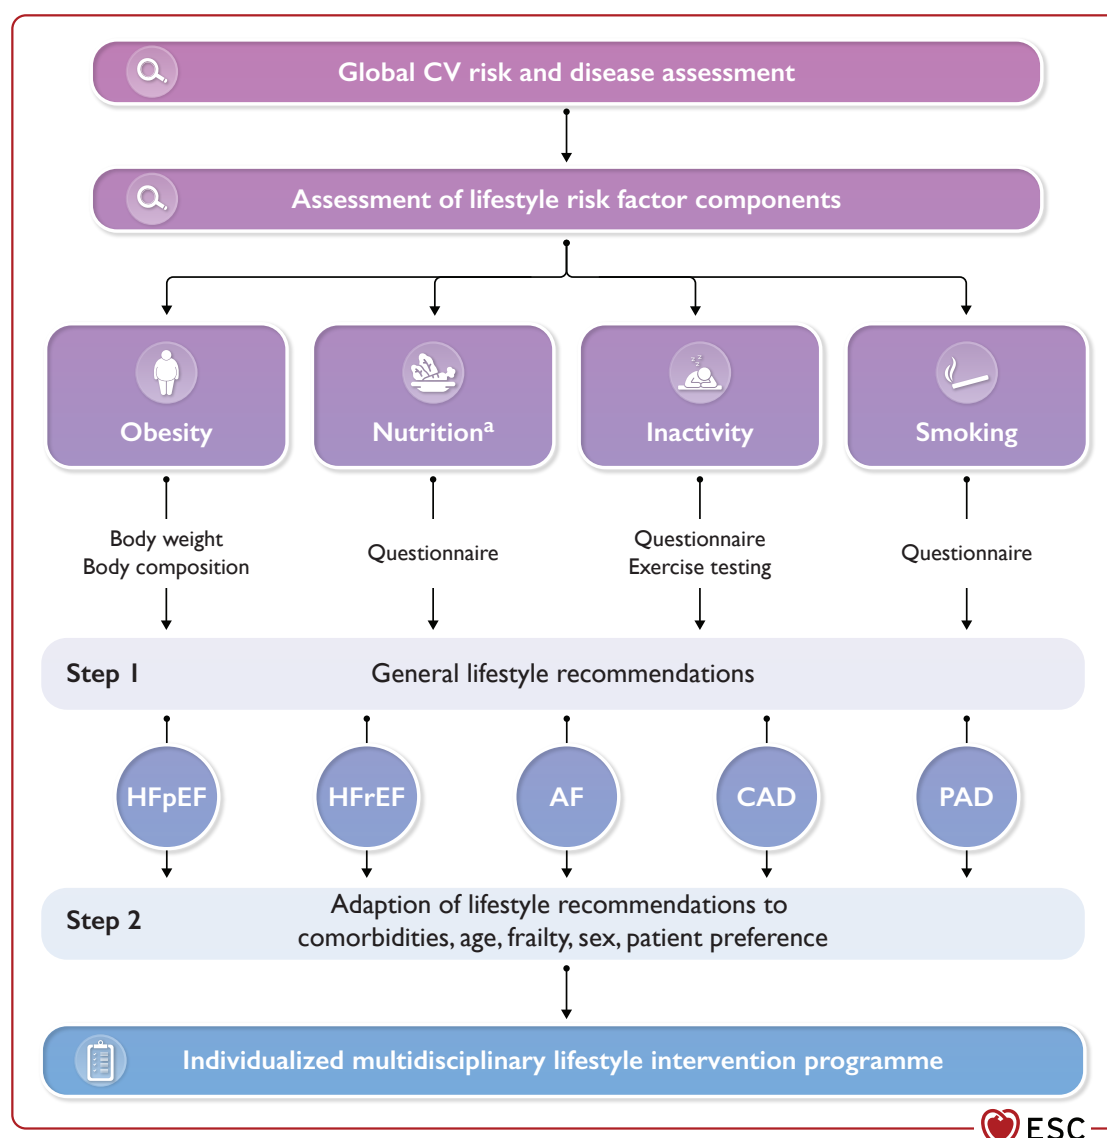 Global CV risk and disease assessment
Assessment of lifestyle risk factor components
Obesity
Nutritionᵃ
Inactivity
Smoking
Body weight
Body composition
Questionnaire
Questionnaire
Exercise testing
Questionnaire
Step 1
General lifestyle recommendations
HFpEF
HFrEF
AF
CAD
PAD
Step 2
Adaption of lifestyle recommendations to
comorbidities, age, frailty, sex, patient preference
Individualized multidisciplinary lifestyle intervention programme
ESC